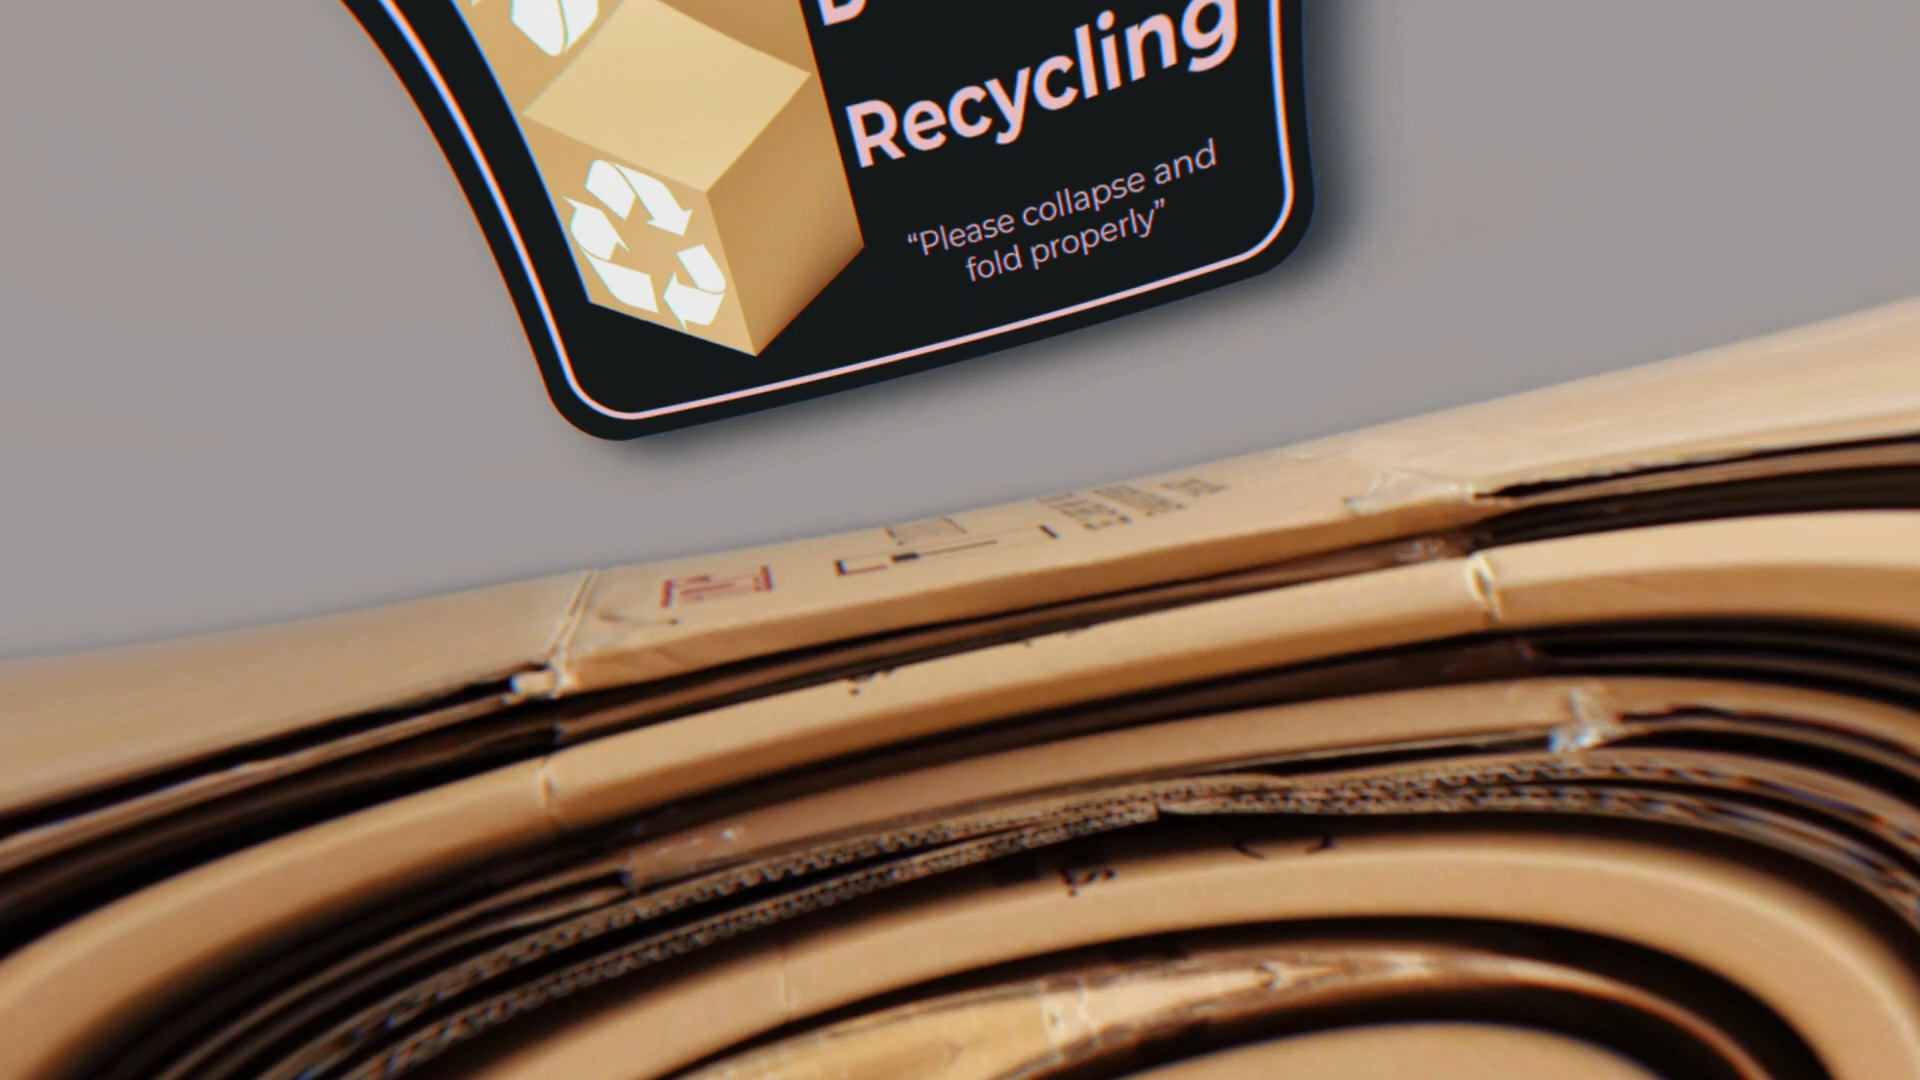 Recycling
“Please collapse and
fold properly”